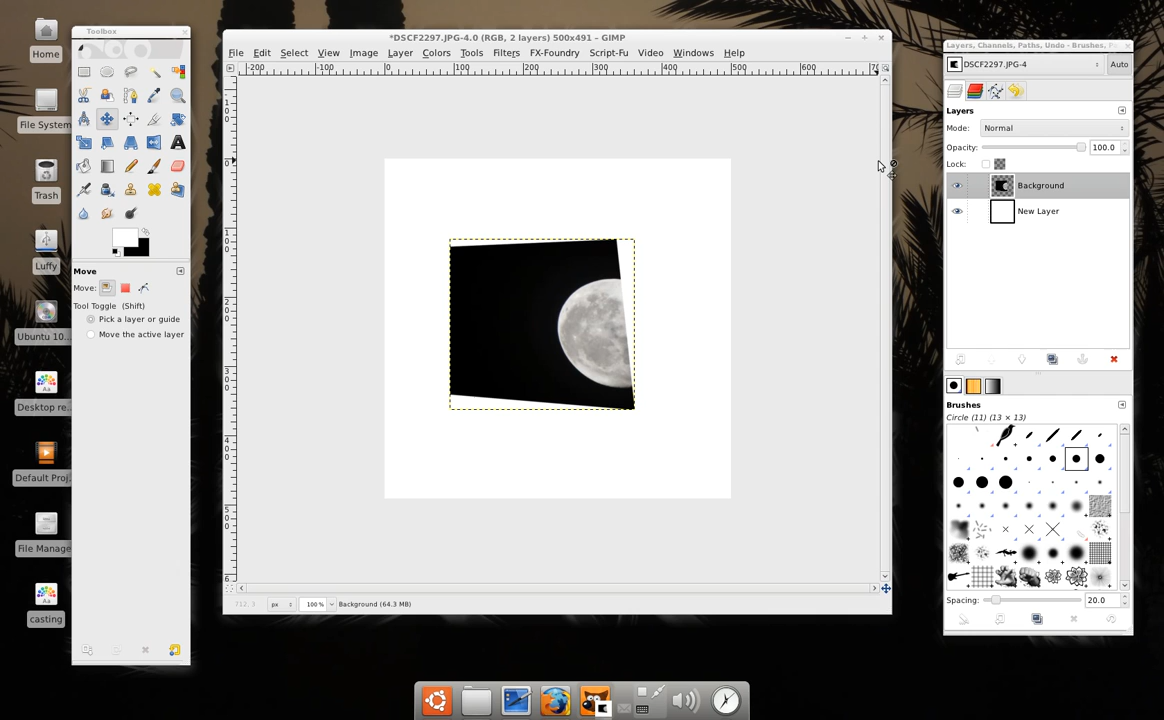 Home
File System
Trash
Luffy
Ubuntu 10...
Desktop re...
Default Proj...
File Manage
casting
Toolbox
Move
Move:
Tool Toggle (Shift)
Pick a layer or guide
Move the active layer
*DSCF2297.JPG-4.0 (RGB, 2 layers) 500x491 – GIMP
File Edit Select View Image Layer Colors Tools Filters FX-Foundry Script-Fu Video Windows Help
-200 -100 0 100 200 300 400 500 600
712, 3 px 100% Background (64.3 MB)
Layers, Channels, Paths, Undo - Brushes, P
DSCF2297.JPG-4 Auto
Layers
Mode: Normal
Opacity: 100.0
Lock:
Background
New Layer
Brushes
Circle (11) (13 × 13)
Spacing: 20.0